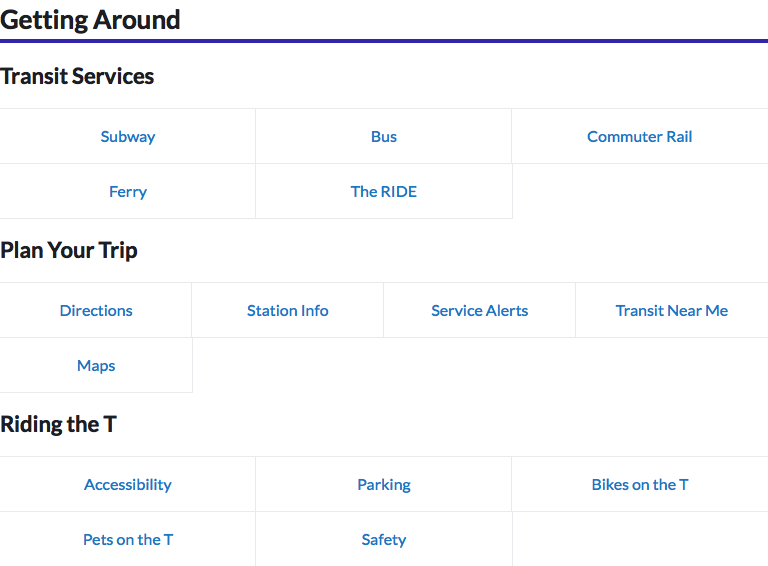 Getting Around
Transit Services
Subway Bus Commuter Rail
Ferry The RIDE
Plan Your Trip
Directions Station Info Service Alerts Transit Near Me
Maps
Riding the T
Accessibility Parking Bikes on the T
Pets on the T Safety